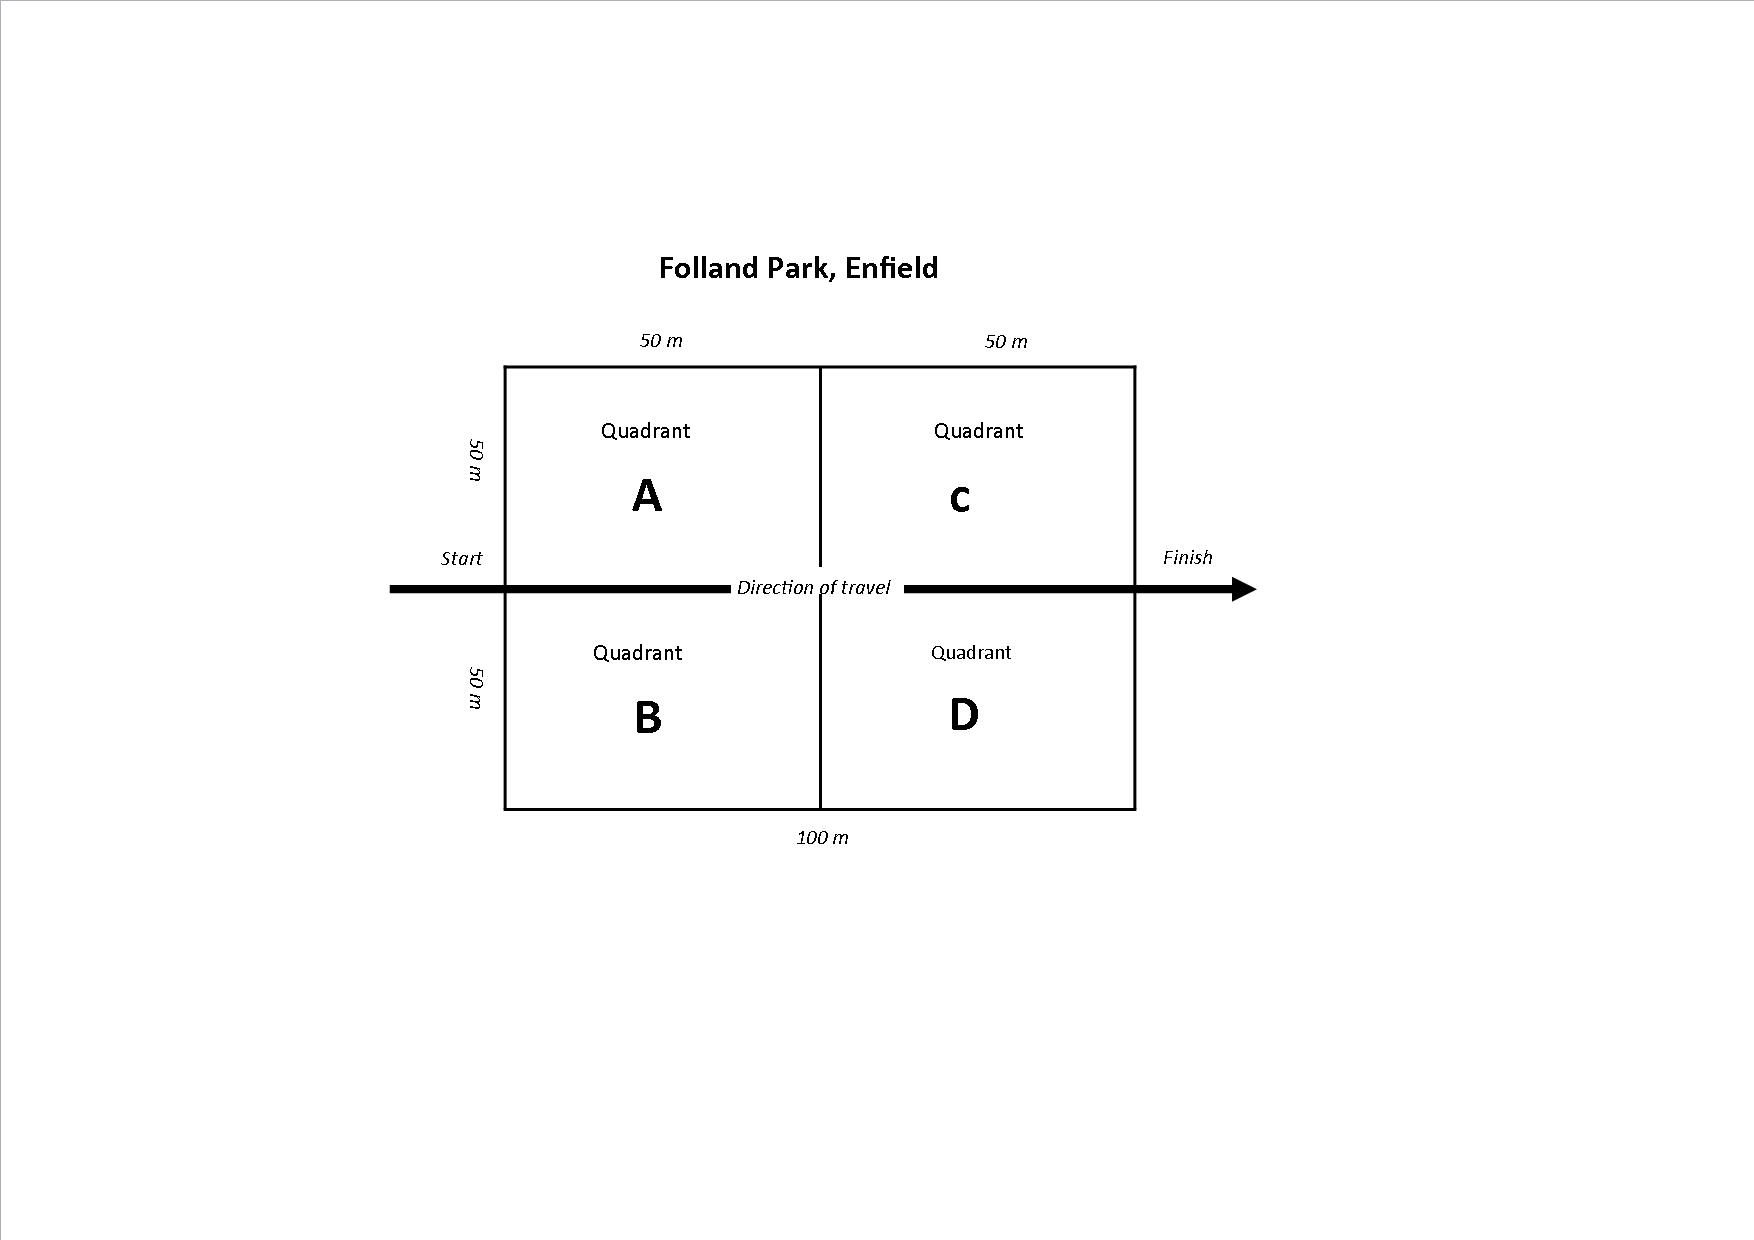 Folland Park, Enfield
50 m
50 m
Quadrant
Quadrant
50 m
A
c
Start
Finish
Direction of travel
Quadrant
Quadrant
50 m
B
D
100 m